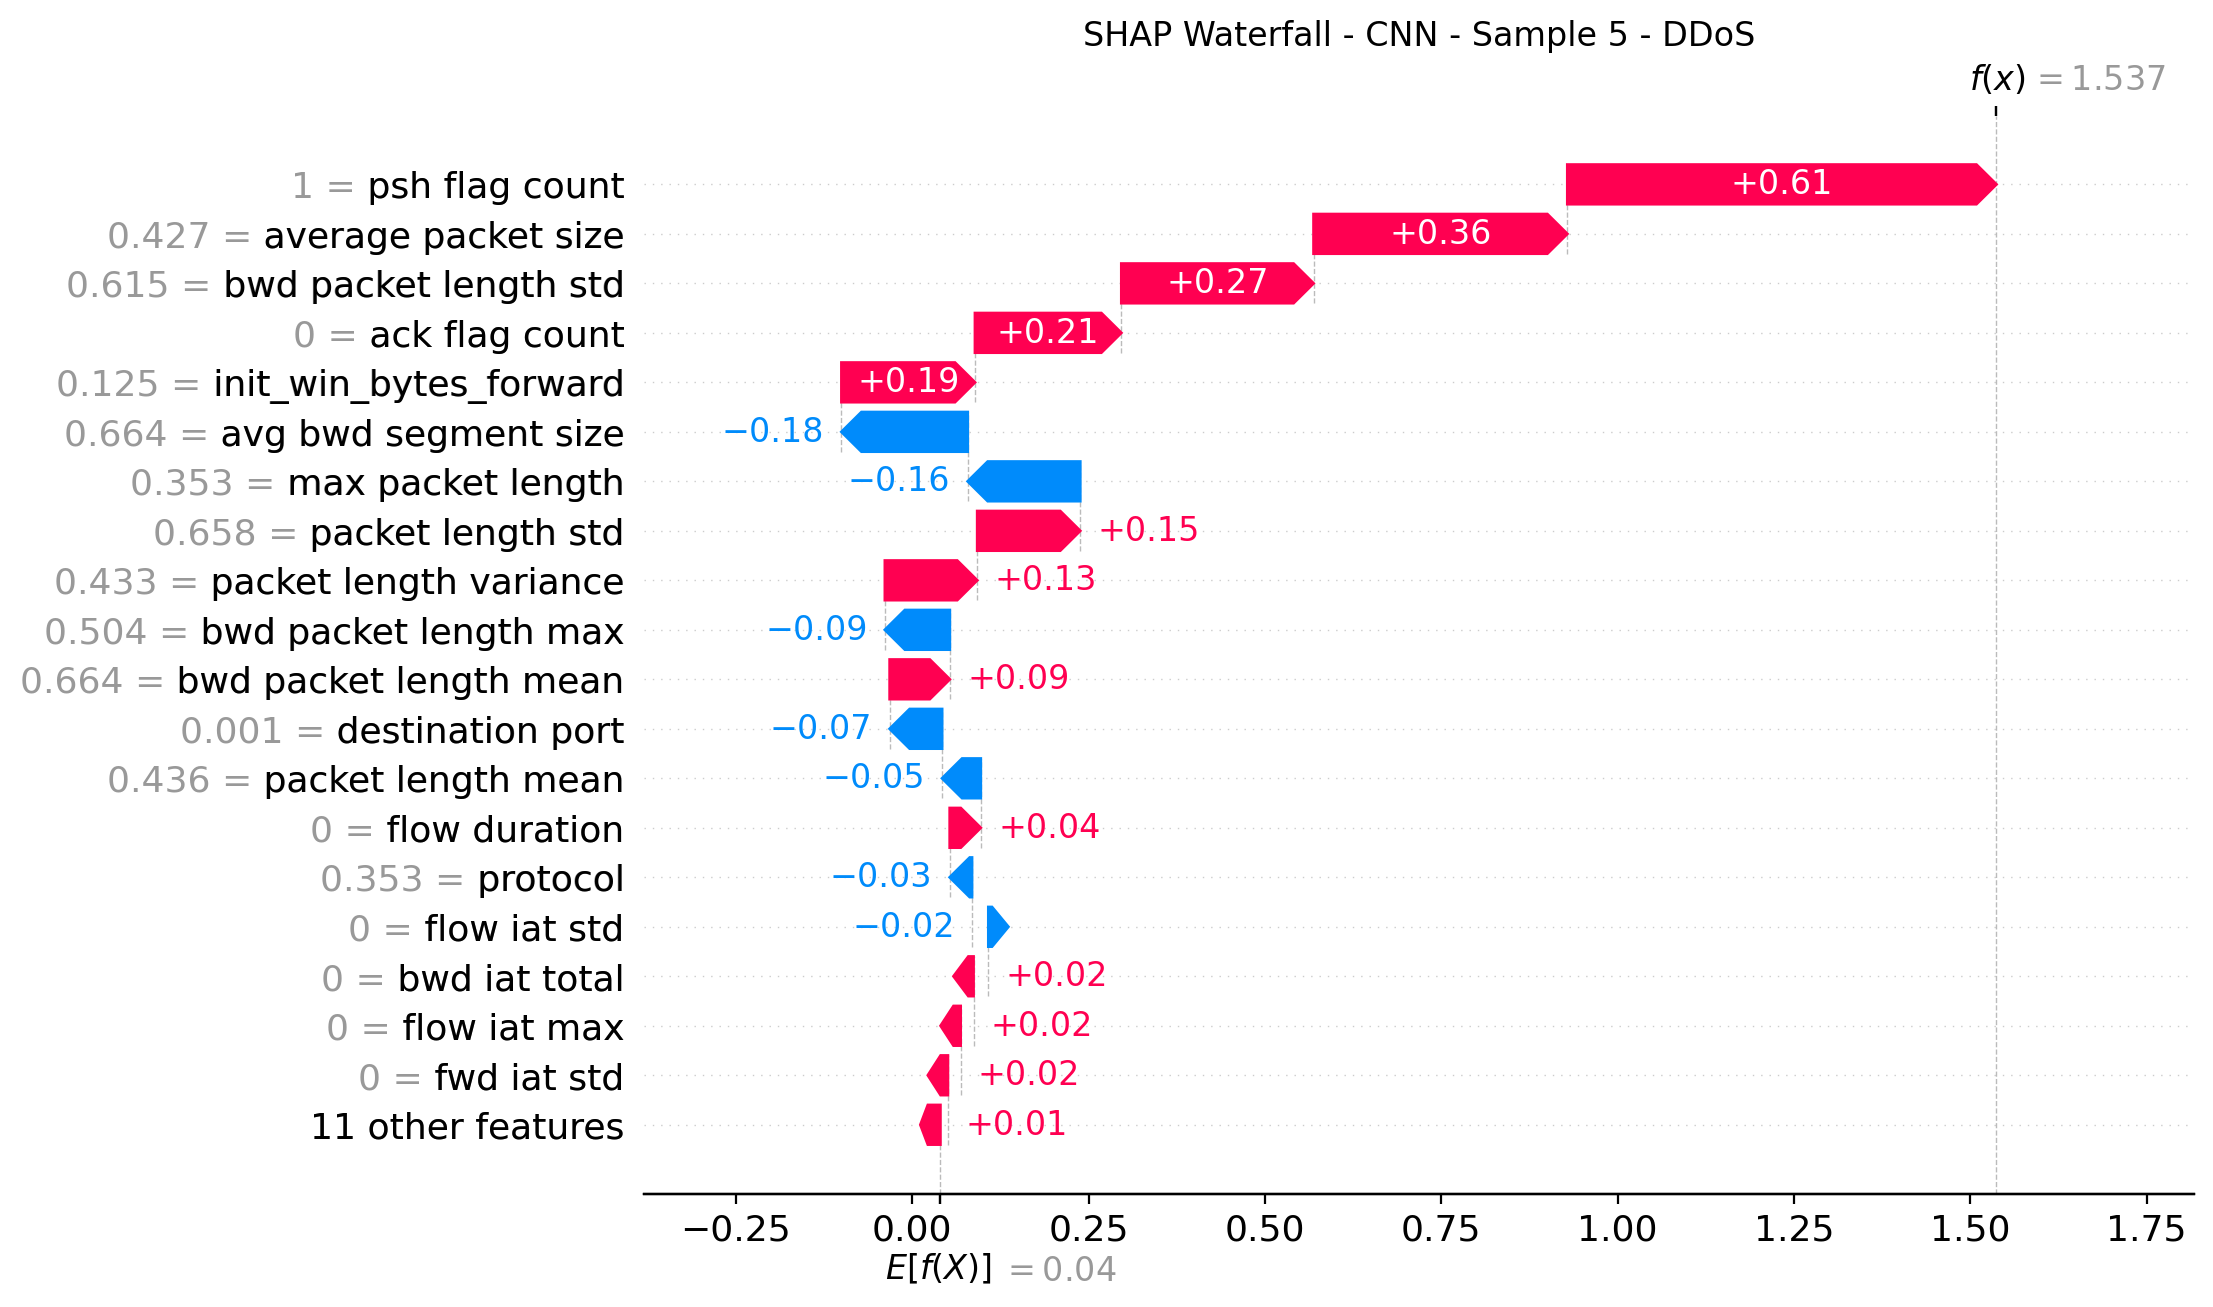 SHAP Waterfall - CNN - Sample 5 - DDoS
f(x) = 1.537
1 = psh flag count +0.61
0.427 = average packet size +0.36
0.615 = bwd packet length std +0.27
0 = ack flag count +0.21
0.125 = init_win_bytes_forward +0.19
0.664 = avg bwd segment size −0.18
0.353 = max packet length −0.16
0.658 = packet length std +0.15
0.433 = packet length variance +0.13
0.504 = bwd packet length max −0.09
0.664 = bwd packet length mean +0.09
0.001 = destination port −0.07
0.436 = packet length mean −0.05
0 = flow duration +0.04
0.353 = protocol −0.03
0 = flow iat std −0.02
0 = bwd iat total +0.02
0 = flow iat max +0.02
0 = fwd iat std +0.02
11 other features +0.01
−0.25 0.00 0.25 0.50 0.75 1.00 1.25 1.50 1.75
E[f(X)] = 0.04